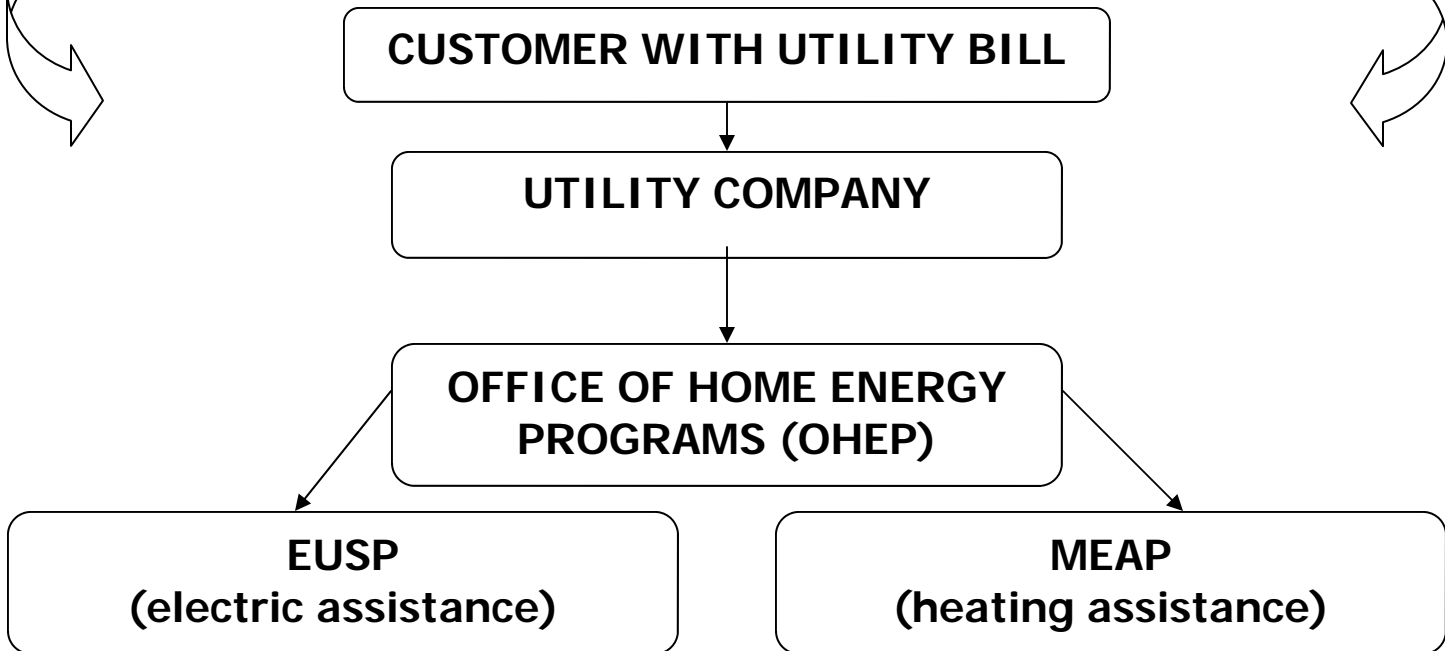 CUSTOMER WITH UTILITY BILL
UTILITY COMPANY
OFFICE OF HOME ENERGY
PROGRAMS (OHEP)
EUSP
(electric assistance)
MEAP
(heating assistance)